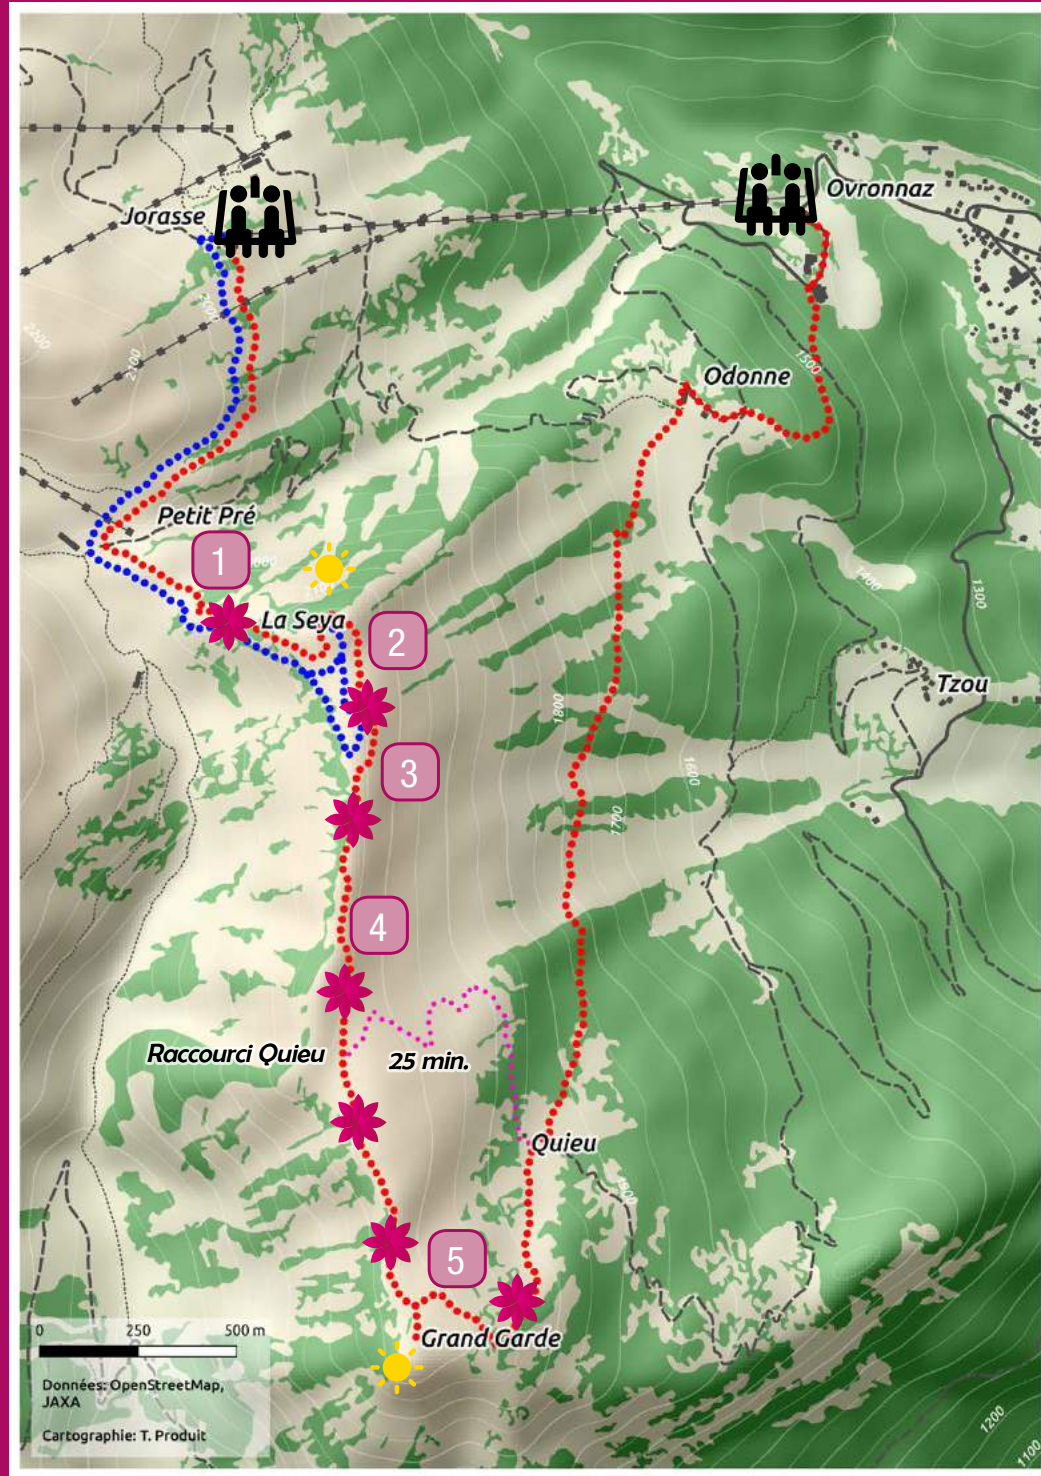 Jorasse
Ovronnaz
2000
2200
2100
1500
Odonne
Petit Pré
1
1400
1300
La Seya
2
Tzou
1800
3
1600
1700
4
Raccourci Quieu
25 min.
Quieu
5
Grand Garde
0 250 500 m
Données: OpenStreetMap,
JAXA
Cartographie: T. Produit
1200
1100